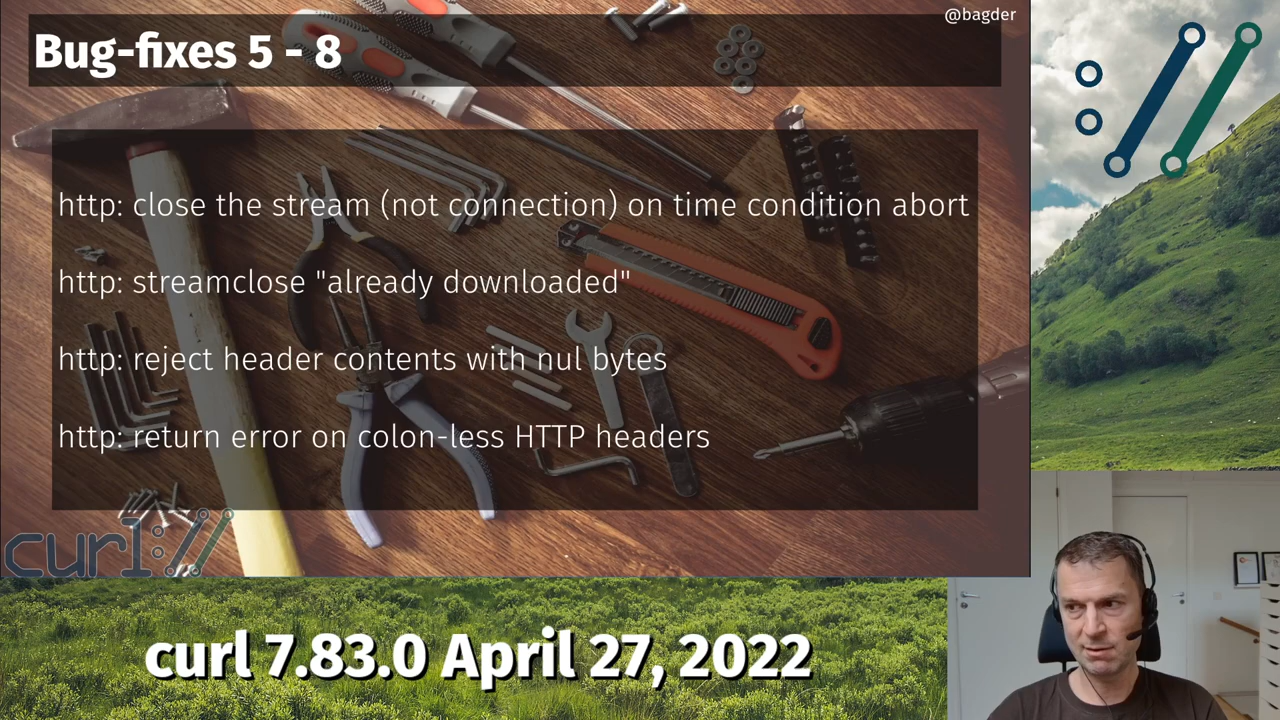 @bagder
Bug-fixes 5 - 8
http: close the stream (not connection) on time condition abort
http: streamclose "already downloaded"
http: reject header contents with nul bytes
http: return error on colon-less HTTP headers
curl://
curl 7.83.0 April 27, 2022